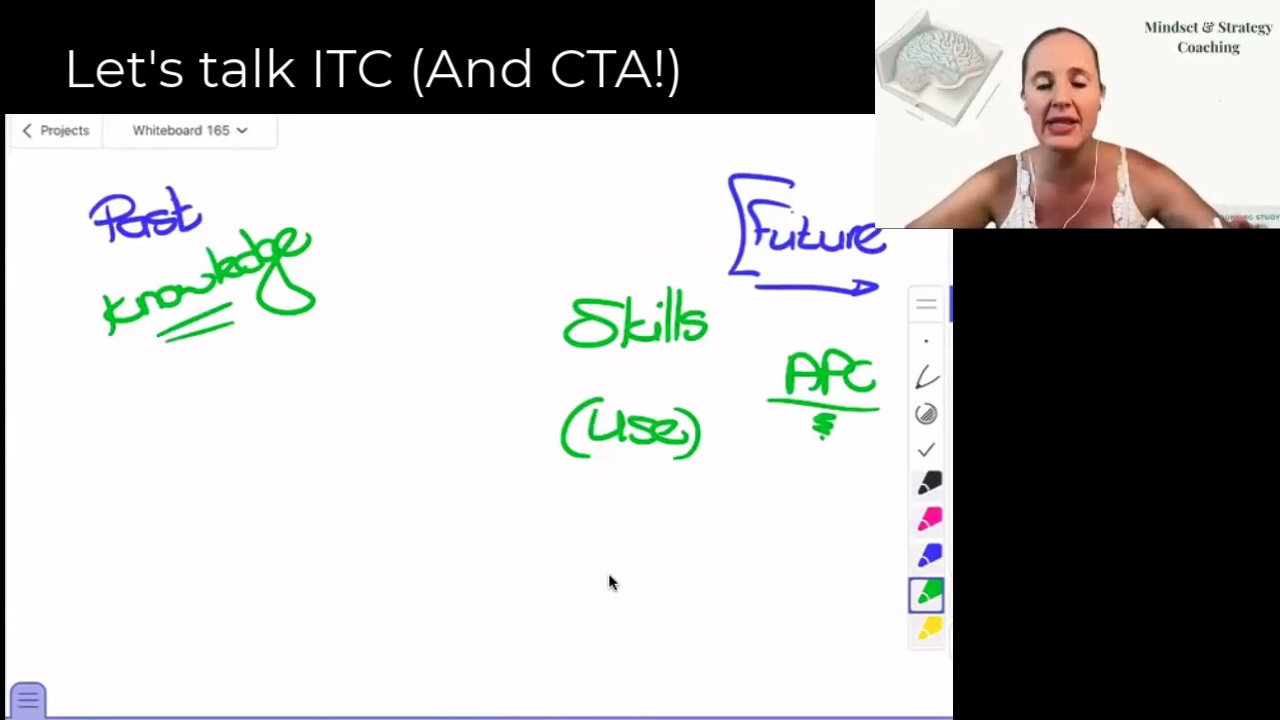 Let's talk ITC (And CTA!)
Mindset & Strategy
Coaching
Projects
Whiteboard 165
Past
Knowledge
Future
Skills
APC
(Use)